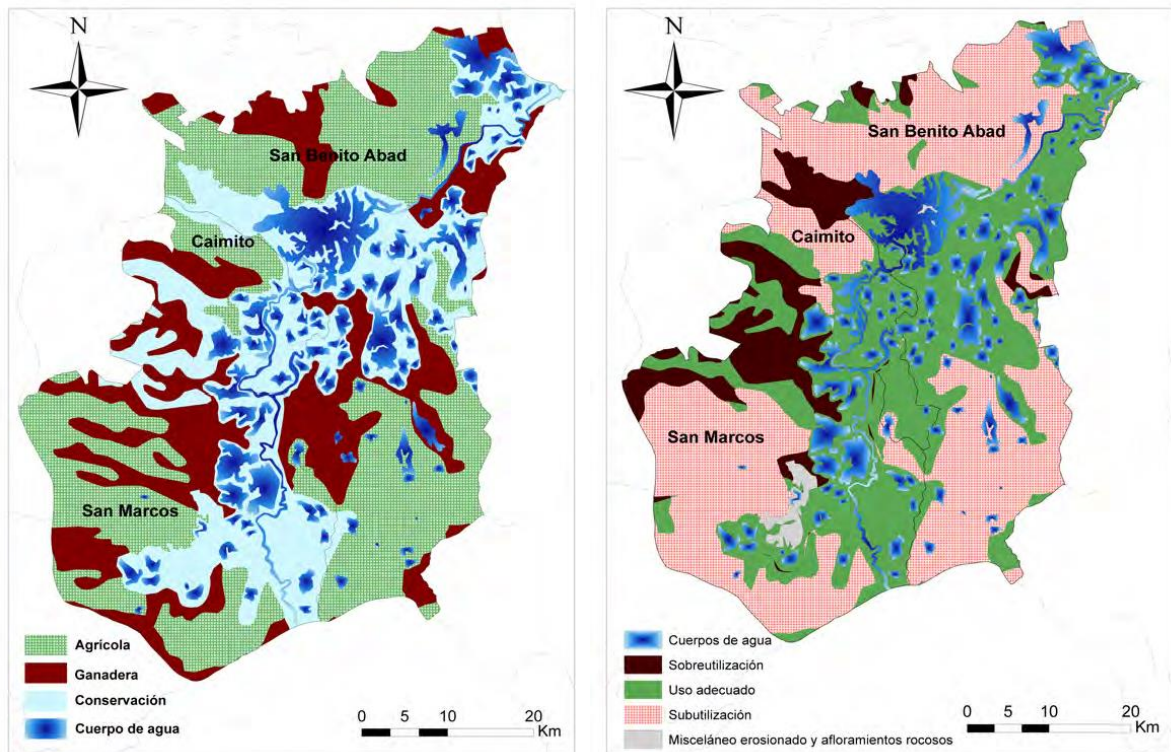 N
San Benito Abad
Caimito
San Marcos
Agrícola
Ganadera
Conservación
Cuerpo de agua
0 5 10 20
Km
N
San Benito Abad
Caimito
San Marcos
Cuerpos de agua
Sobreutilización
Uso adecuado
Subutilización
Misceláneo erosionado y afloramientos rocosos
0 5 10 20
Km